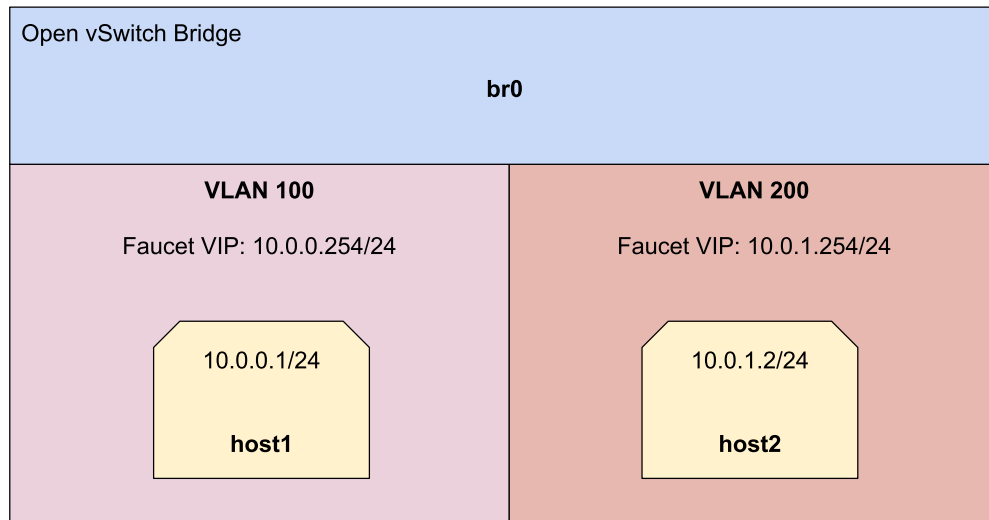 Open vSwitch Bridge
br0
VLAN 100
Faucet VIP: 10.0.0.254/24
10.0.0.1/24
host1
VLAN 200
Faucet VIP: 10.0.1.254/24
10.0.1.2/24
host2